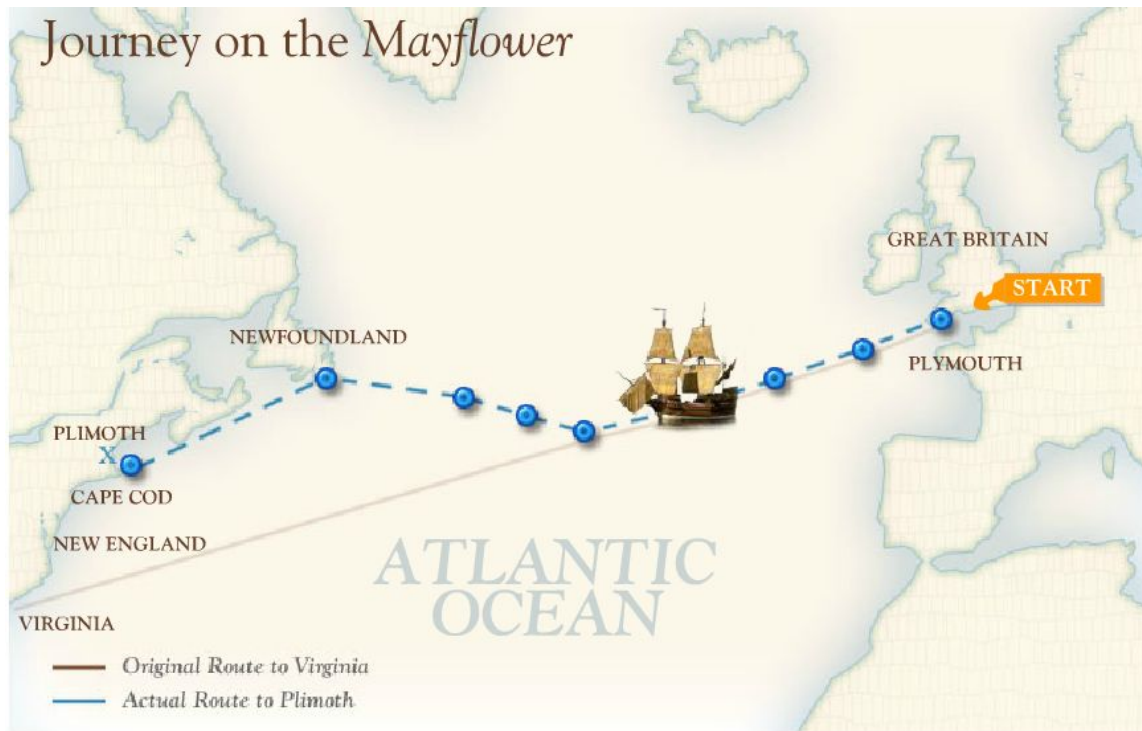 Journey on the Mayflower
GREAT BRITAIN
START
NEWFOUNDLAND
PLYMOUTH
PLIMOTH
X
CAPE COD
NEW ENGLAND
ATLANTIC
OCEAN
VIRGINIA
Original Route to Virginia
Actual Route to Plimoth